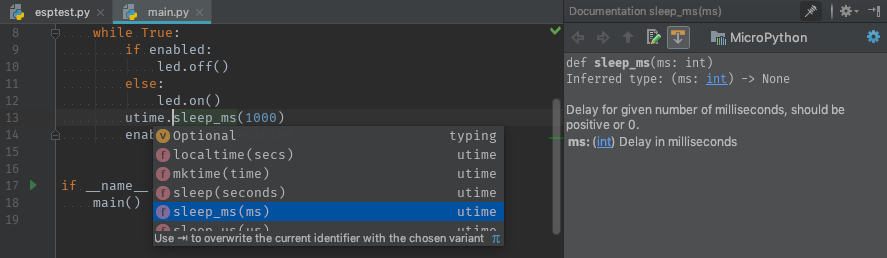 esptest.py
main.py
8 while True:
9 if enabled:
10 led.off()
11 else:
12 led.on()
13 utime.sleep_ms(1000)
14 enab
15
16
17 if __name__
18 main()
19
Optional typing
localtime(secs) utime
mktime(time) utime
sleep(seconds) utime
sleep_ms(ms) utime
sleep_us(us) utime
Use ⇥ to overwrite the current identifier with the chosen variant π
Documentation sleep_ms(ms)
MicroPython
def sleep_ms(ms: int)
Inferred type: (ms: int) -> None
Delay for given number of milliseconds, should be
positive or 0.
ms: (int) Delay in milliseconds